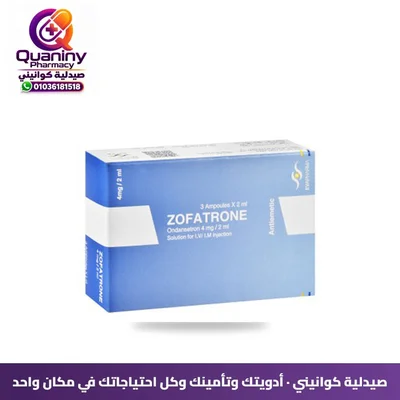 Quaniny
Pharmacy
صيدلية كوانيني
01036181518
3 Ampoules X 2 ml
ZOFATRONE
Ondansetron 4 mg / 2 ml
Solution for I.V/ I.M Injection
Antiemetic
4mg / 2 ml
ZOFATRONE
صيدلية كوانيني - أدويتك وتأمينك وكل احتياجاتك في مكان واحد